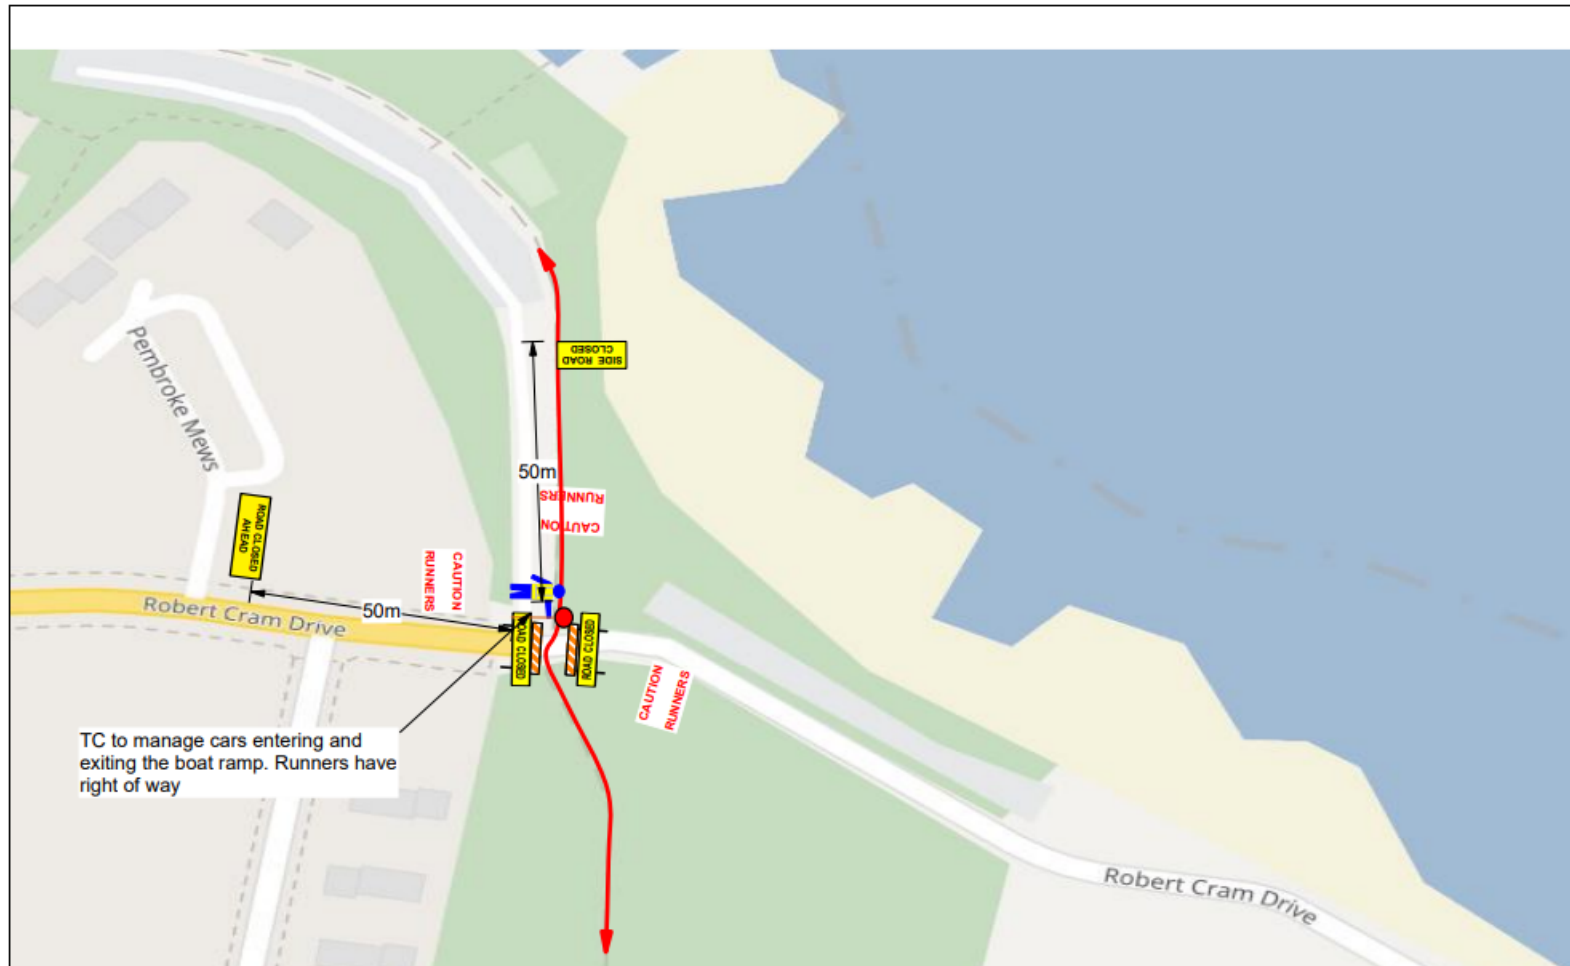 SIDE ROAD
CLOSED
Pembroke Mews
50m
CAUTION
RUNNERS
ROAD CLOSED
AHEAD
CAUTION
RUNNERS
50m
Robert Cram Drive
ROAD CLOSED
ROAD CLOSED
CAUTION
RUNNERS
TC to manage cars entering and
exiting the boat ramp. Runners have
right of way
Robert Cram Drive